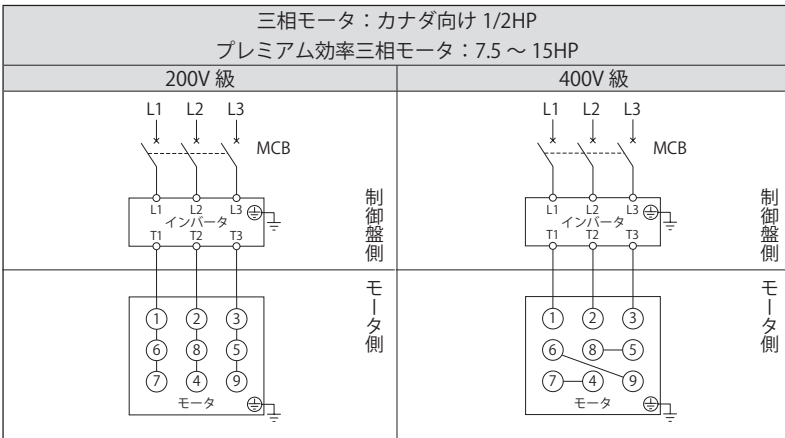 三相モータ：カナダ向け 1/2HP
プレミアム効率三相モータ：7.5 ～ 15HP
200V 級
400V 級
L1 L2 L3
MCB
L1 L2 L3
インバータ
T1 T2 T3
制御盤側
1 2 3
6 8 5
7 4 9
モータ
モータ側
L1 L2 L3
MCB
L1 L2 L3
インバータ
T1 T2 T3
制御盤側
1 2 3
6 8 5
7 4 9
モータ
モータ側